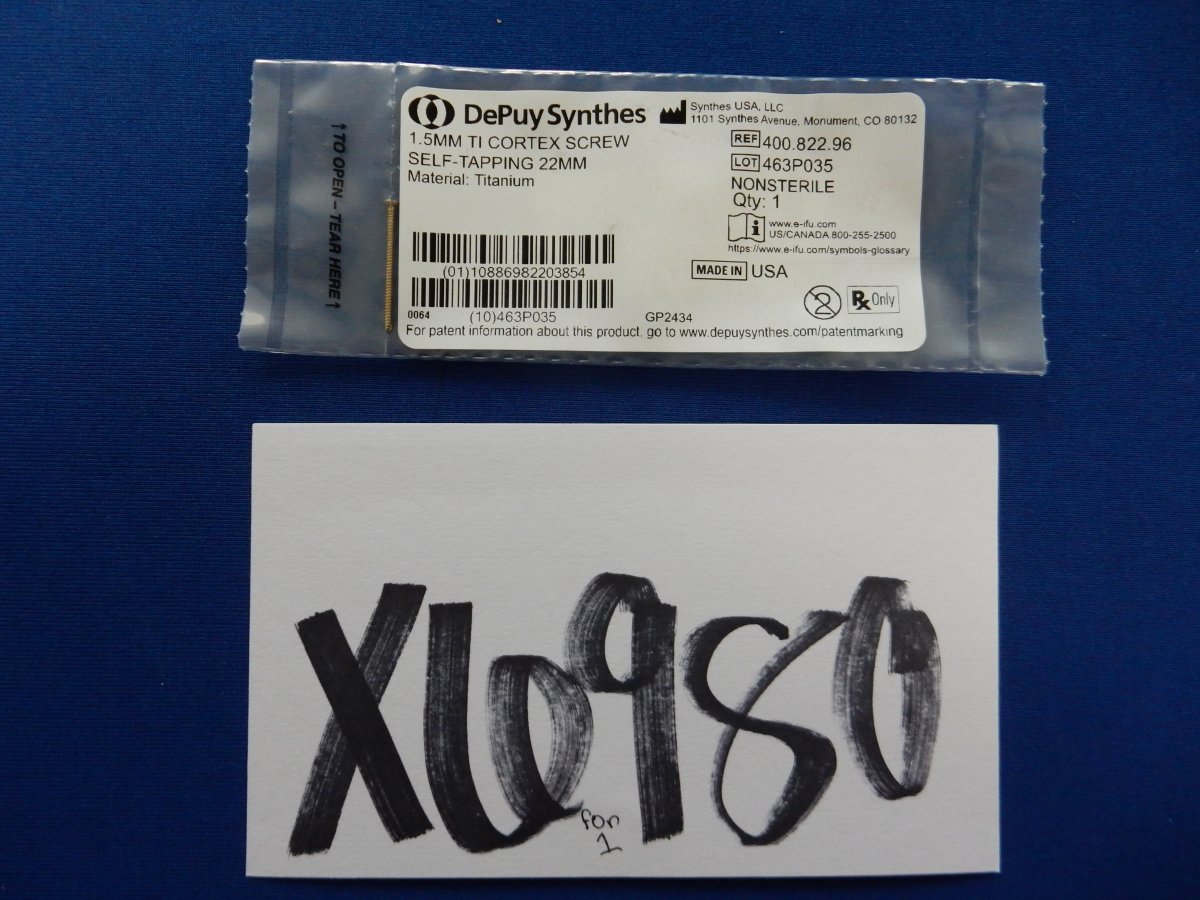 ↑ TO OPEN – TEAR HERE ↑
DePuy Synthes
Synthes USA, LLC
1101 Synthes Avenue, Monument, CO 80132
1.5MM TI CORTEX SCREW
SELF-TAPPING 22MM
Material: Titanium
REF 400.822.96
LOT 463P035
NONSTERILE
Qty: 1
i www.e-ifu.com
US/CANADA 800-255-2500
https://www.e-ifu.com/symbols-glossary
MADE IN USA
(01)10886982203854
2 Rx Only
0064 (10)463P035 GP2434
For patent information about this product, go to www.depuysynthes.com/patentmarking
X6980
for
1